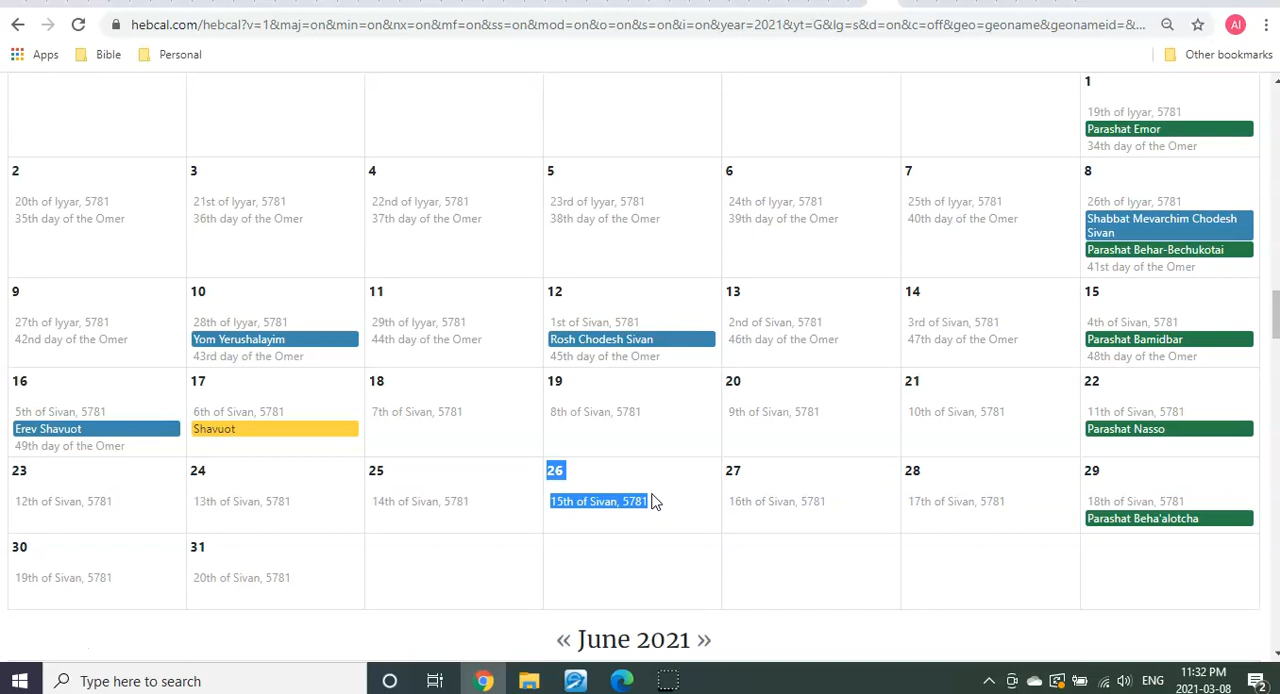 hebcal.com/hebcal?v=1&maj=on&min=on&nx=on&mf=on&ss=on&mod=on&o=on&s=on&i=on&year=2021&yt=G&lg=s&d=on&c=off&geo=geoname&geonameid=&...
AI
Apps Bible Personal Other bookmarks
1
19th of Iyyar, 5781
Parashat Emor
34th day of the Omer
2 3 4 5 6 7 8
20th of Iyyar, 5781 21st of Iyyar, 5781 22nd of Iyyar, 5781 23rd of Iyyar, 5781 24th of Iyyar, 5781 25th of Iyyar, 5781 26th of Iyyar, 5781
35th day of the Omer 36th day of the Omer 37th day of the Omer 38th day of the Omer 39th day of the Omer 40th day of the Omer Shabbat Mevarchim Chodesh
Sivan
Parashat Behar-Bechukotai
41st day of the Omer
9 10 11 12 13 14 15
27th of Iyyar, 5781 28th of Iyyar, 5781 29th of Iyyar, 5781 1st of Sivan, 5781 2nd of Sivan, 5781 3rd of Sivan, 5781 4th of Sivan, 5781
42nd day of the Omer Yom Yerushalayim 44th day of the Omer Rosh Chodesh Sivan 46th day of the Omer 47th day of the Omer Parashat Bamidbar
43rd day of the Omer 45th day of the Omer 48th day of the Omer
16 17 18 19 20 21 22
5th of Sivan, 5781 6th of Sivan, 5781 7th of Sivan, 5781 8th of Sivan, 5781 9th of Sivan, 5781 10th of Sivan, 5781 11th of Sivan, 5781
Erev Shavuot Shavuot Parashat Nasso
49th day of the Omer
23 24 25 26 27 28 29
12th of Sivan, 5781 13th of Sivan, 5781 14th of Sivan, 5781 15th of Sivan, 5781 16th of Sivan, 5781 17th of Sivan, 5781 18th of Sivan, 5781
Parashat Beha'alotcha
30 31
19th of Sivan, 5781 20th of Sivan, 5781
« June 2021 »
Type here to search
ENG
11:32 PM
2021-03-08
2